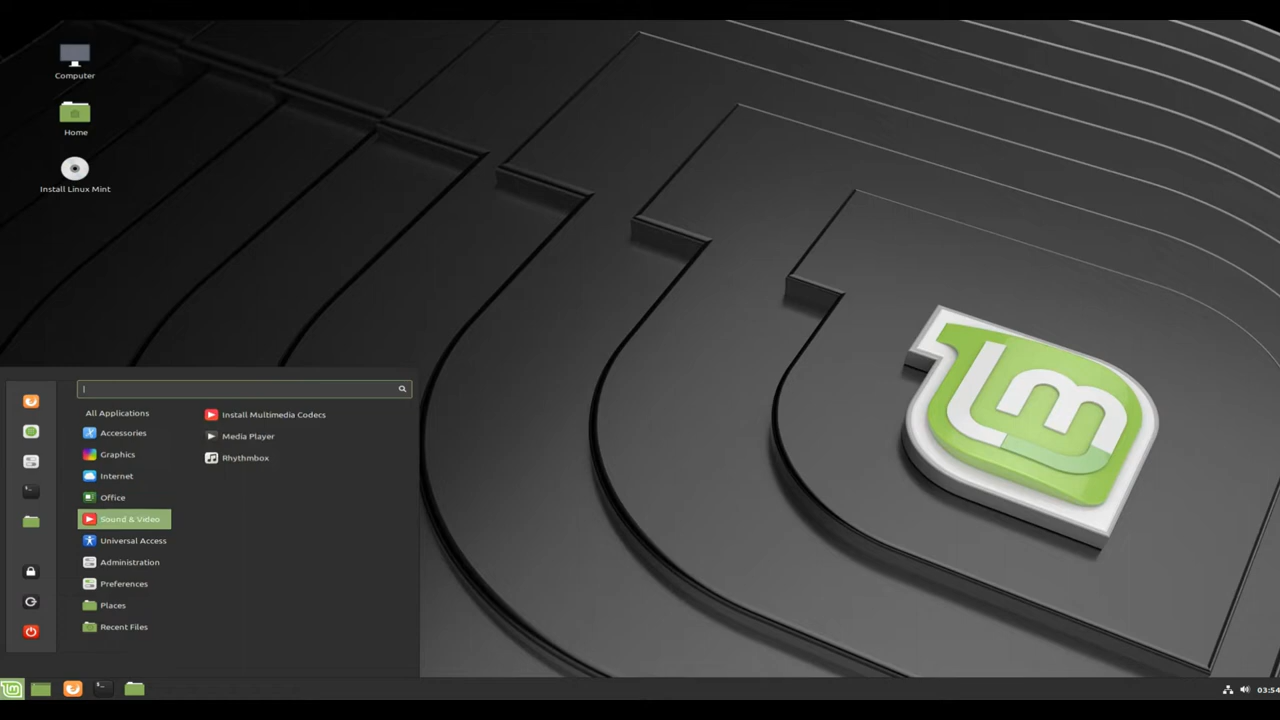 Computer
Home
Install Linux Mint
All Applications
Accessories
Graphics
Internet
Office
Sound & Video
Universal Access
Administration
Preferences
Places
Recent Files
Install Multimedia Codecs
Media Player
Rhythmbox
lm
03:54